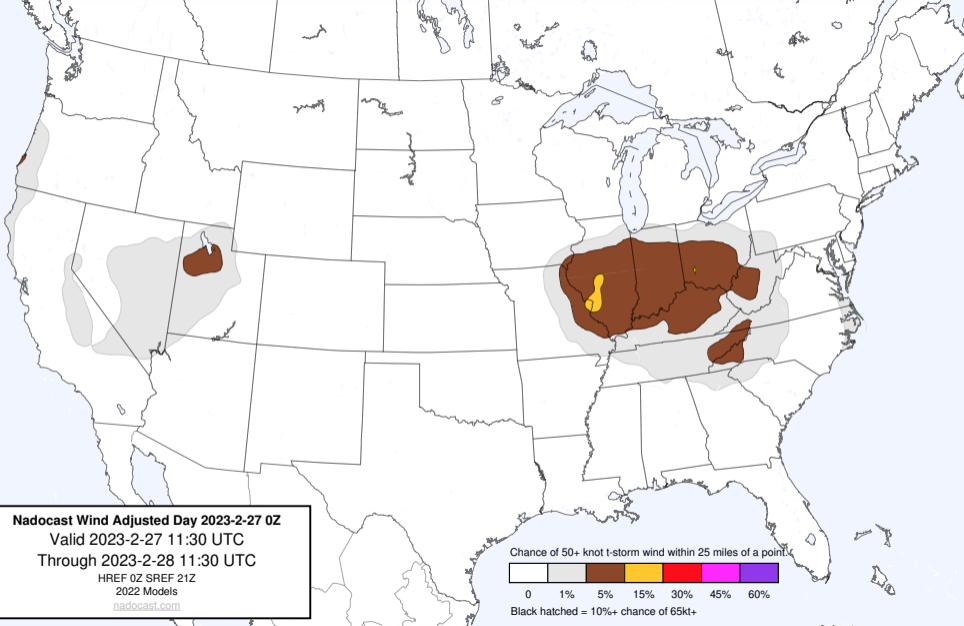 Nadocast Wind Adjusted Day 2023-2-27 0Z
Valid 2023-2-27 11:30 UTC
Through 2023-2-28 11:30 UTC
HREF 0Z SREF 21Z
2022 Models
nadocast.com
Chance of 50+ knot t-storm wind within 25 miles of a point.
0 1% 5% 15% 30% 45% 60%
Black hatched = 10%+ chance of 65kt+